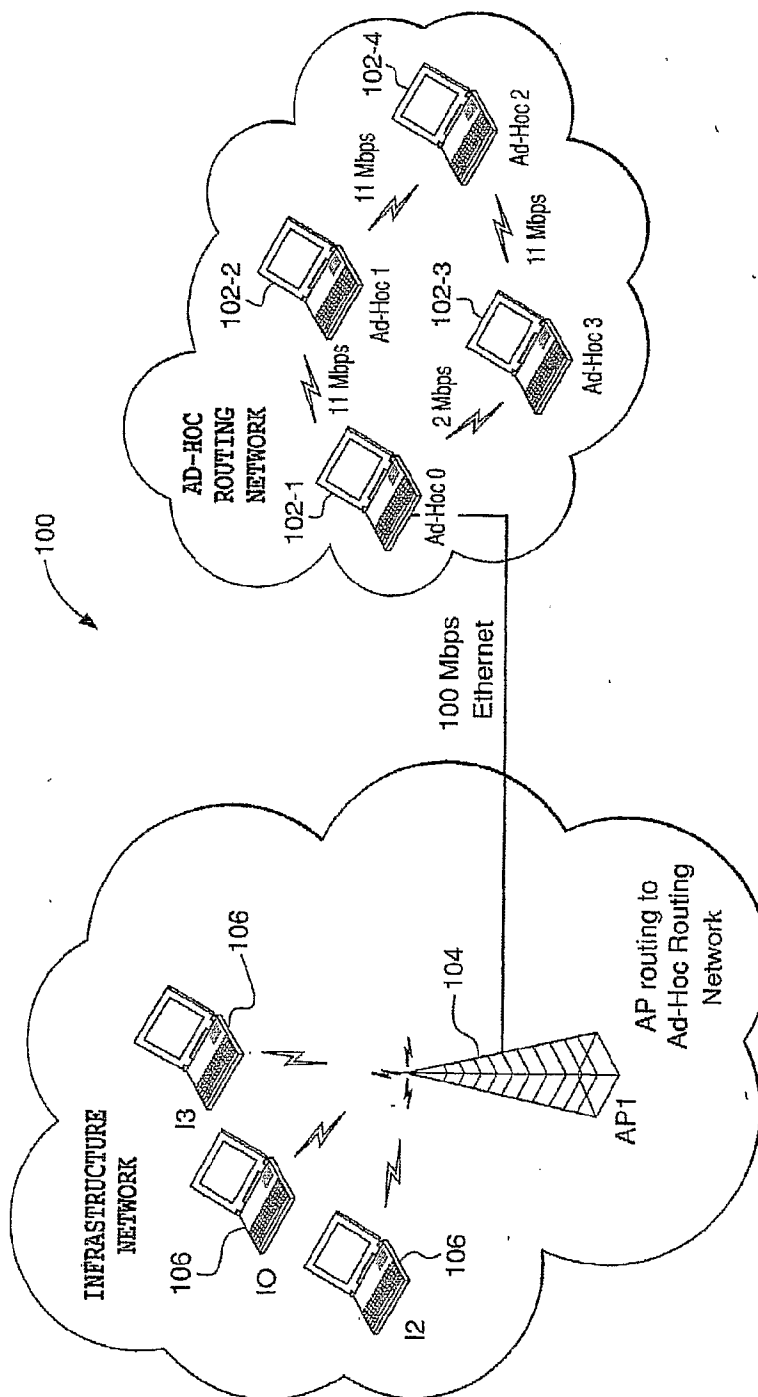 100
INFRASTRUCTURE
NETWORK
106
I3
106
IO
106
I2
104
AP1
AP routing to
Ad-Hoc Routing
Network
100 Mbps
Ethernet
AD-HOC
ROUTING
NETWORK
102-1
Ad-Hoc 0
11 Mbps
102-2
Ad-Hoc 1
11 Mbps
102-4
Ad-Hoc 2
11 Mbps
102-3
Ad-Hoc 3
2 Mbps